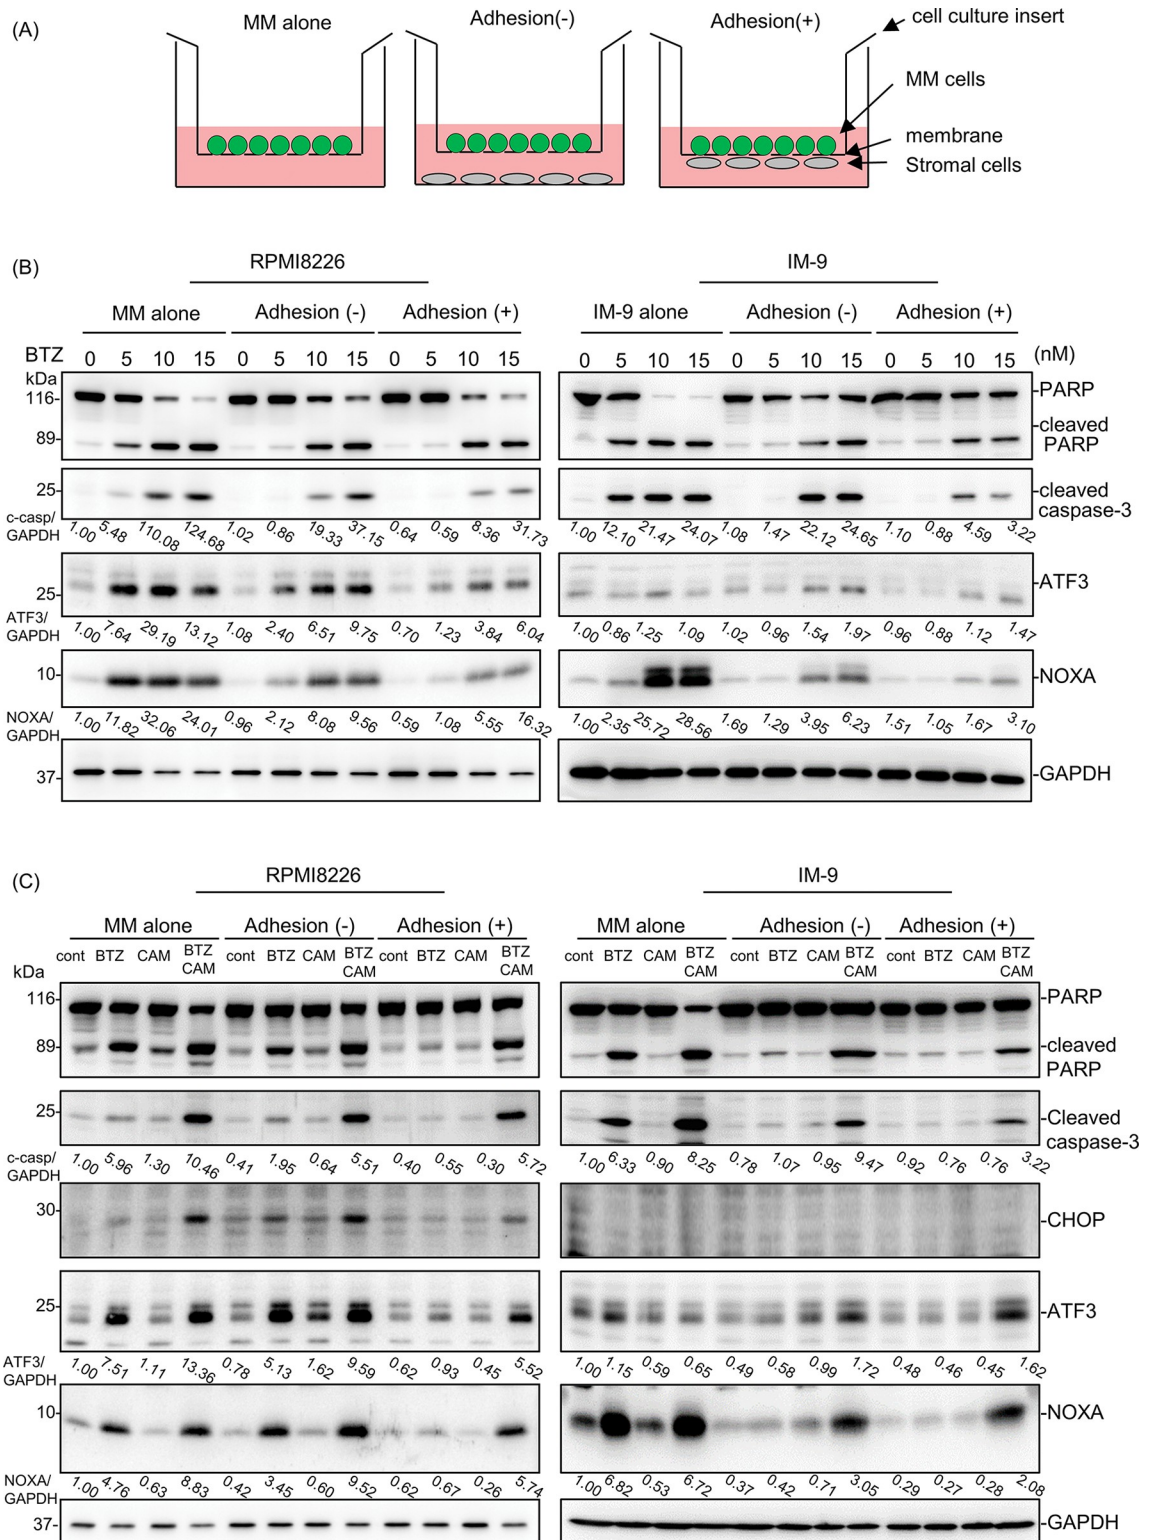 (A)
MM alone
Adhesion(-)
Adhesion(+)
cell culture insert
MM cells
membrane
Stromal cells
(B)
RPMI8226
IM-9
MM alone
Adhesion (-)
Adhesion (+)
IM-9 alone
Adhesion (-)
Adhesion (+)
BTZ 0 5 10 15 0 5 10 15 0 5 10 15 0 5 10 15 0 5 10 15 0 5 10 15 (nM)
kDa
116-
-PARP
89-
-cleaved
PARP
25-
-cleaved
caspase-3
c-casp/
GAPDH
1.00 5.48 110.08 124.68 1.02 0.86 19.33 37.15 0.64 0.59 8.36 31.73
1.00 12.10 21.47 24.07 1.08 1.47 22.12 24.65 1.10 0.88 4.59 3.22
25-
-ATF3
ATF3/
GAPDH
1.00 7.64 29.19 13.12 1.08 2.40 6.51 9.75 0.70 1.23 3.84 6.04
1.00 0.86 1.25 1.09 1.02 0.96 1.54 1.97 0.96 0.88 1.12 1.47
10-
-NOXA
NOXA/
GAPDH
1.00 11.82 32.06 24.01 0.96 2.12 8.08 9.56 0.59 1.08 5.55 16.32
1.00 2.35 25.72 28.56 1.69 1.29 3.95 6.23 1.51 1.05 1.67 3.10
37-
-GAPDH
(C)
RPMI8226
IM-9
MM alone
Adhesion (-)
Adhesion (+)
MM alone
Adhesion (-)
Adhesion (+)
cont BTZ CAM BTZ CAM cont BTZ CAM BTZ CAM cont BTZ CAM BTZ CAM
cont BTZ CAM BTZ CAM cont BTZ CAM BTZ CAM cont BTZ CAM BTZ CAM
kDa
116-
-PARP
89-
-cleaved
PARP
25-
-Cleaved
caspase-3
c-casp/
GAPDH
1.00 5.96 1.30 10.46 0.41 1.95 0.64 5.51 0.40 0.55 0.30 5.72
1.00 6.33 0.90 8.25 0.78 1.07 0.95 9.47 0.92 0.76 0.76 3.22
30-
-CHOP
25-
-ATF3
ATF3/
GAPDH
1.00 7.51 1.11 13.36 0.78 5.13 1.62 9.59 0.62 0.93 0.45 5.52
1.00 1.15 0.59 0.65 0.49 0.58 0.99 1.72 0.48 0.46 0.45 1.62
10-
-NOXA
NOXA/
GAPDH
1.00 4.76 0.63 8.83 0.42 3.45 0.60 9.52 0.62 0.67 0.26 5.74
1.00 6.82 0.53 6.72 0.37 0.42 0.71 3.05 0.29 0.27 0.28 2.08
37-
-GAPDH